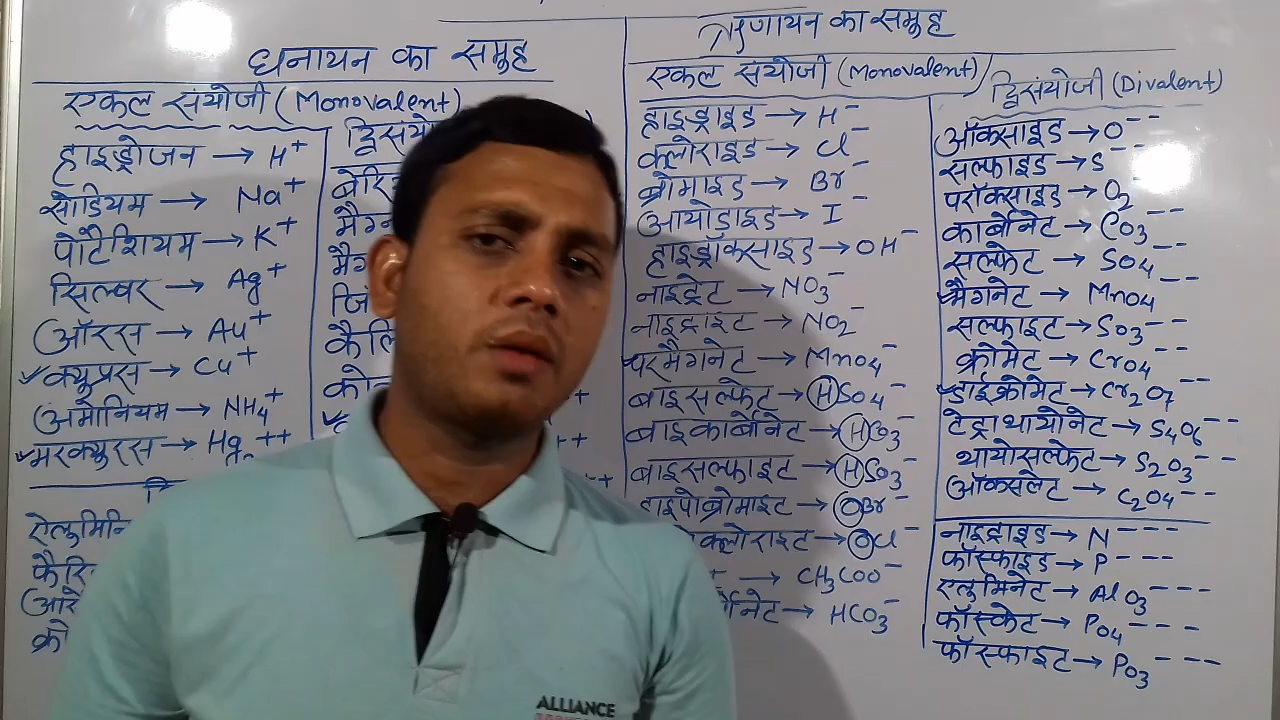 धनायन का समुह
एकल संयोजी (Monovalent)
हाइड्रोजन → H⁺
सोडियम → Na⁺
पोटैशियम → K⁺
सिल्वर → Ag⁺
ऑरस → Au⁺
✓क्युप्रस → Cu⁺
अमोनियम → NH₄⁺
✓मरक्युरस → Hg₂⁺⁺
ऐलुमिनि
फैरि
क्रो
द्विसंयो
बेरि
मैग्न
मैग
जिं
कैल्
ऋणायन का समुह
एकल संयोजी (Monovalent)
हाइड्राइड → H⁻
क्लोराइड → Cl⁻
ब्रोमाइड → Br⁻
आयोडाइड → I⁻
हाइड्रॉक्साइड → OH⁻
नाइट्रेट → NO₃⁻
नाइट्राइट → NO₂⁻
✓परमैगनेट → MnO₄⁻
बाइसल्फेट → HSO₄⁻
बाइकार्बोनेट → HCO₃⁻
बाइसल्फाइट → HSO₃⁻
हाइपोब्रोमाइट → OBr⁻
क्लोराइट → OCl⁻
→ CH₃COO⁻
र्बोनेट → HCO₃⁻
द्विसंयोजी (Divalent)
ऑक्साइड → O⁻⁻
सल्फाइड → S⁻⁻
परॉक्साइड → O₂⁻⁻
कार्बोनेट → CO₃⁻⁻
सल्फेट → SO₄⁻⁻
✓मैगनेट → MnO₄⁻⁻
सल्फाइट → SO₃⁻⁻
क्रोमेट → CrO₄⁻⁻
✓डाईक्रोमेट → Cr₂O₇⁻⁻
टेट्राथायोनेट → S₄O₆⁻⁻
थायोसल्फेट → S₂O₃⁻⁻
ऑक्सलेट → C₂O₄⁻⁻
नाइट्राइड → N⁻⁻⁻
फॉस्फाइड → P⁻⁻⁻
एलुमिनेट → AlO₃⁻⁻⁻
फॉस्फेट → PO₄⁻⁻⁻
फॉस्फाइट → PO₃⁻⁻⁻
ALLIANCE